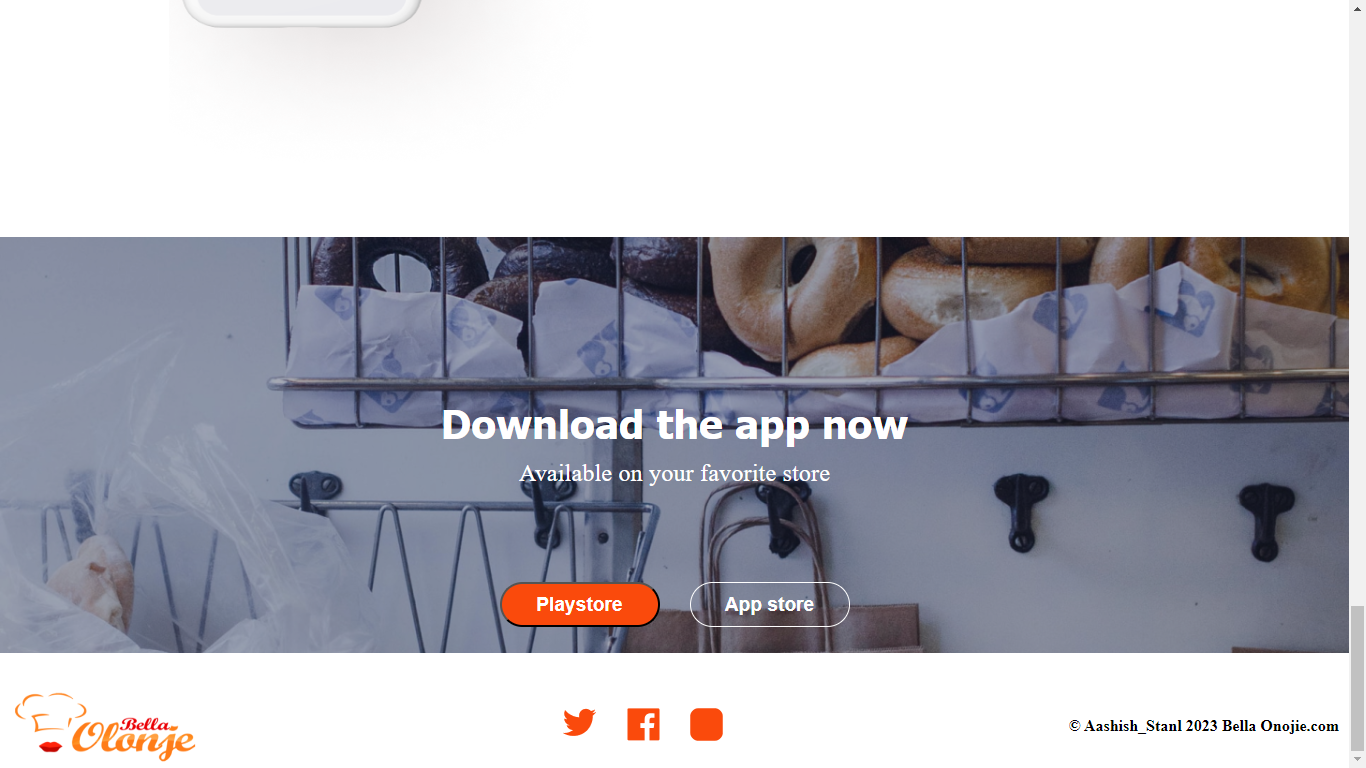 Download the app now
Available on your favorite store
Playstore
App store
Bella
Olonje
© Aashish_Stanl 2023 Bella Onojie.com